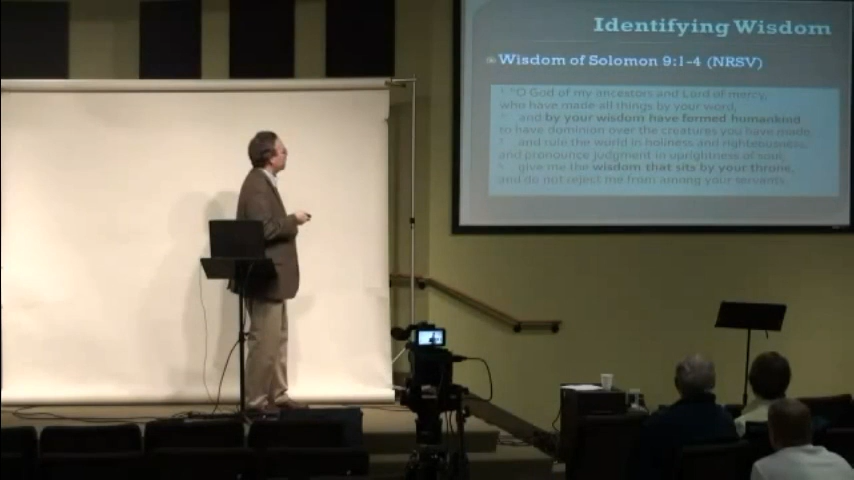 Identifying Wisdom
Wisdom of Solomon 9:1-4 (NRSV)
"O God of my ancestors and Lord of mercy,
who have made all things by your word,
and by your wisdom have formed humankind
to have dominion over the creatures you have made,
and rule the world in holiness and righteousness,
and pronounce judgment in uprightness of soul,
give me the wisdom that sits by your throne,
and do not reject me from among your servants.